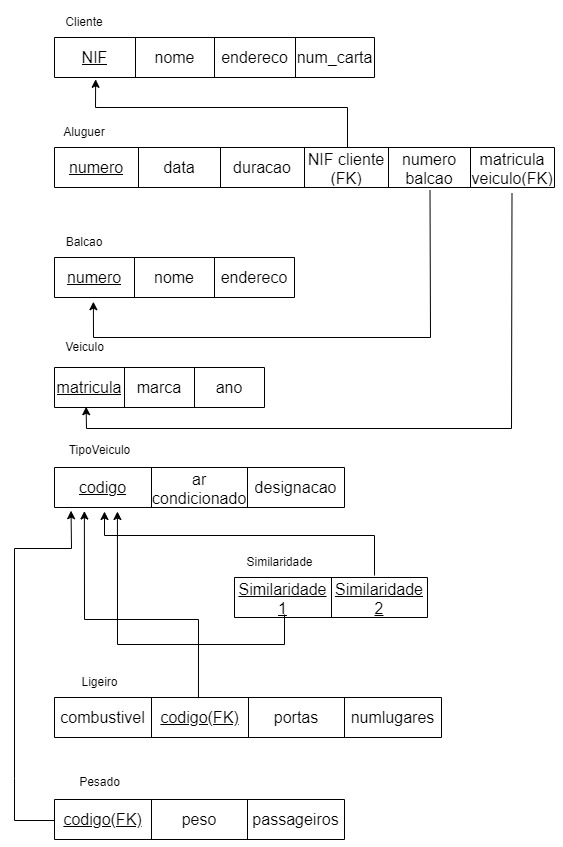 Cliente
NIF nome endereco num_carta
Aluguer
numero data duracao NIF cliente (FK) numero balcao matricula veiculo(FK)
Balcao
numero nome endereco
Veiculo
matricula marca ano
TipoVeiculo
codigo ar condicionado designacao
Similaridade
Similaridade 1 Similaridade 2
Ligeiro
combustivel codigo(FK) portas numlugares
Pesado
codigo(FK) peso passageiros